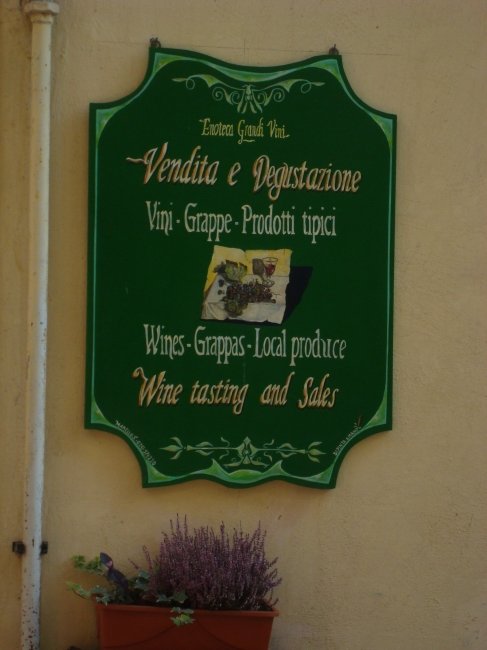 Enoteca Grandi Vini
Vendita e Degustazione
Vini - Grappe - Prodotti tipici
Wines - Grappas - Local produce
Wine tasting and Sales